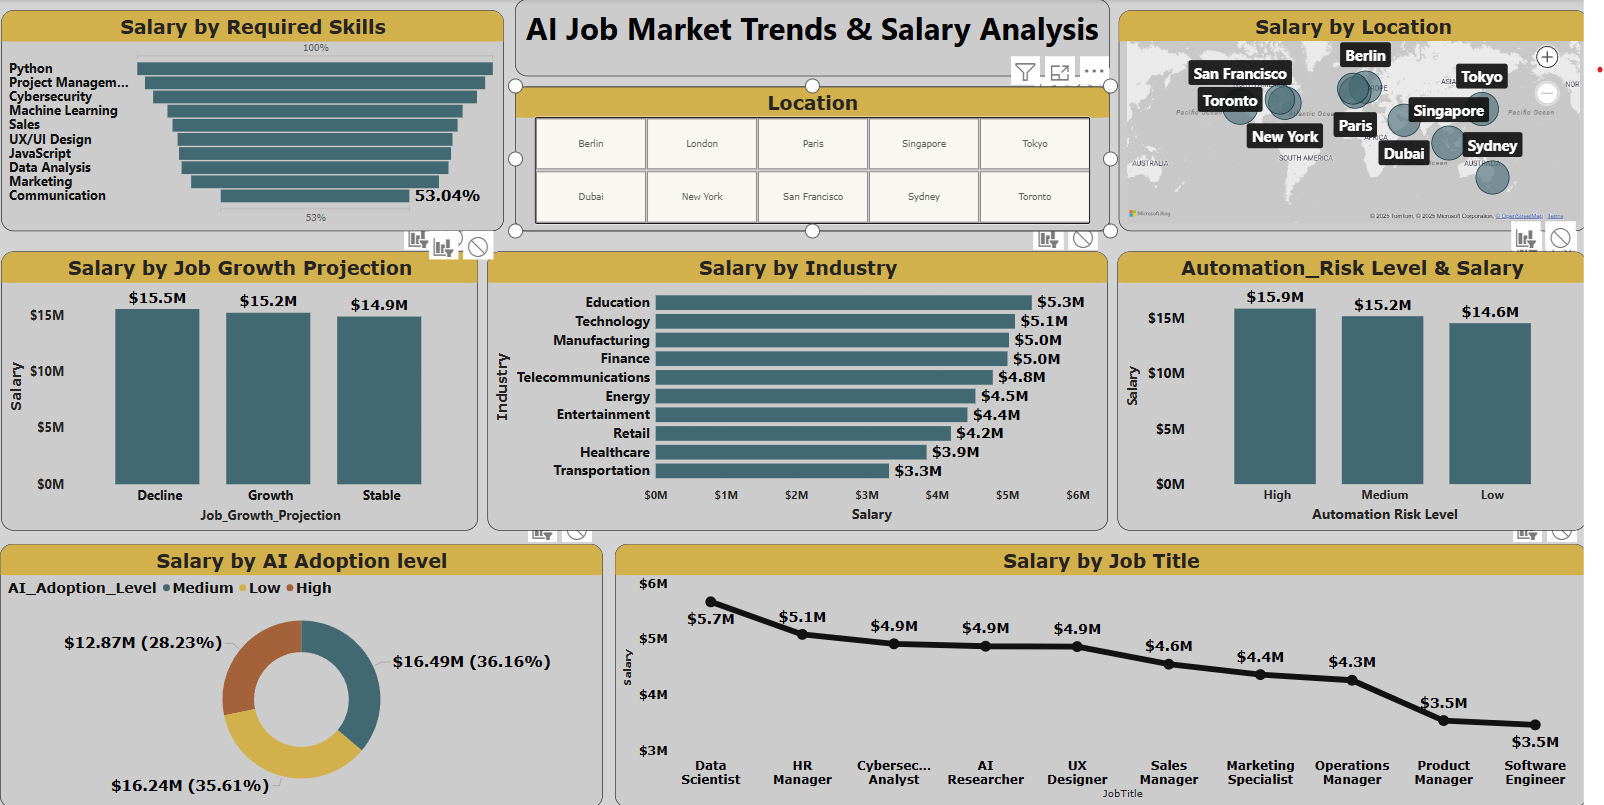 Salary by Required Skills
100%
Python
Project Managem...
Cybersecurity
Machine Learning
Sales
UX/UI Design
JavaScript
Data Analysis
Marketing
Communication
53.04%
53%
AI Job Market Trends & Salary Analysis
Location
Berlin London Paris Singapore Tokyo
Dubai New York San Francisco Sydney Toronto
Salary by Location
Berlin
San Francisco
Tokyo
Toronto
Singapore
New York
Paris
Dubai
Sydney
ASIA
NOR
Pacific Ocean
Atlantic Ocean
Pacific Ocean
AUSTRALIA
SOUTH AMERICA
Microsoft Bing
© 2025 TomTom, © 2025 Microsoft Corporation, © OpenStreetMap Terms
Salary by Job Growth Projection
$15.5M
$15.2M
$14.9M
$15M
$10M
$5M
$0M
Salary
Decline Growth Stable
Job_Growth_Projection
Salary by Industry
Industry
Education $5.3M
Technology $5.1M
Manufacturing $5.0M
Finance $5.0M
Telecommunications $4.8M
Energy $4.5M
Entertainment $4.4M
Retail $4.2M
Healthcare $3.9M
Transportation $3.3M
$0M $1M $2M $3M $4M $5M $6M
Salary
Automation_Risk Level & Salary
$15.9M
$15.2M
$14.6M
$15M
$10M
$5M
$0M
Salary
High Medium Low
Automation Risk Level
Salary by AI Adoption level
AI_Adoption_Level Medium Low High
$12.87M (28.23%)
$16.49M (36.16%)
$16.24M (35.61%)
Salary by Job Title
$6M
$5M
$4M
$3M
Salary
$5.7M
$5.1M
$4.9M
$4.9M
$4.9M
$4.6M
$4.4M
$4.3M
$3.5M
$3.5M
Data Scientist
HR Manager
Cybersec... Analyst
AI Researcher
UX Designer
Sales Manager
Marketing Specialist
Operations Manager
Product Manager
Software Engineer
JobTitle